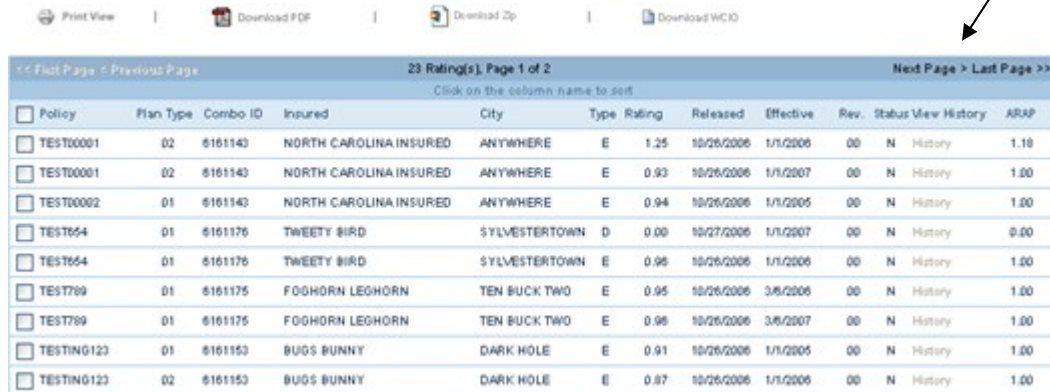 Print View | Download PDF | Download Zip | Download WCIO
<< First Page < Previous Page 23 Rating(s), Page 1 of 2 Next Page > Last Page >>
Click on the column name to sort
Policy Plan Type Combo ID Insured City Type Rating Released Effective Rev. Status View History ARAP
TEST00001 02 6161143 NORTH CAROLINA INSURED ANYWHERE E 1.25 10/26/2006 1/1/2006 00 N History 1.18
TEST00001 02 6161143 NORTH CAROLINA INSURED ANYWHERE E 0.93 10/26/2006 1/1/2007 00 N History 1.00
TEST00002 01 6161143 NORTH CAROLINA INSURED ANYWHERE E 0.94 10/26/2006 1/1/2005 00 N History 1.00
TEST654 01 6161176 TWEETY BIRD SYLVESTERTOWN D 0.00 10/27/2006 1/1/2007 00 N History 0.00
TEST654 01 6161176 TWEETY BIRD SYLVESTERTOWN E 0.96 10/26/2006 1/1/2006 00 N History 1.00
TEST789 01 6161175 FOGHORN LEGHORN TEN BUCK TWO E 0.95 10/26/2006 3/6/2006 00 N History 1.00
TEST789 01 6161175 FOGHORN LEGHORN TEN BUCK TWO E 0.96 10/26/2006 3/6/2007 00 N History 1.00
TESTING123 01 6161153 BUGS BUNNY DARK HOLE E 0.91 10/26/2006 1/1/2005 00 N History 1.00
TESTING123 02 6161153 BUGS BUNNY DARK HOLE E 0.87 10/26/2006 1/1/2006 00 N History 1.00